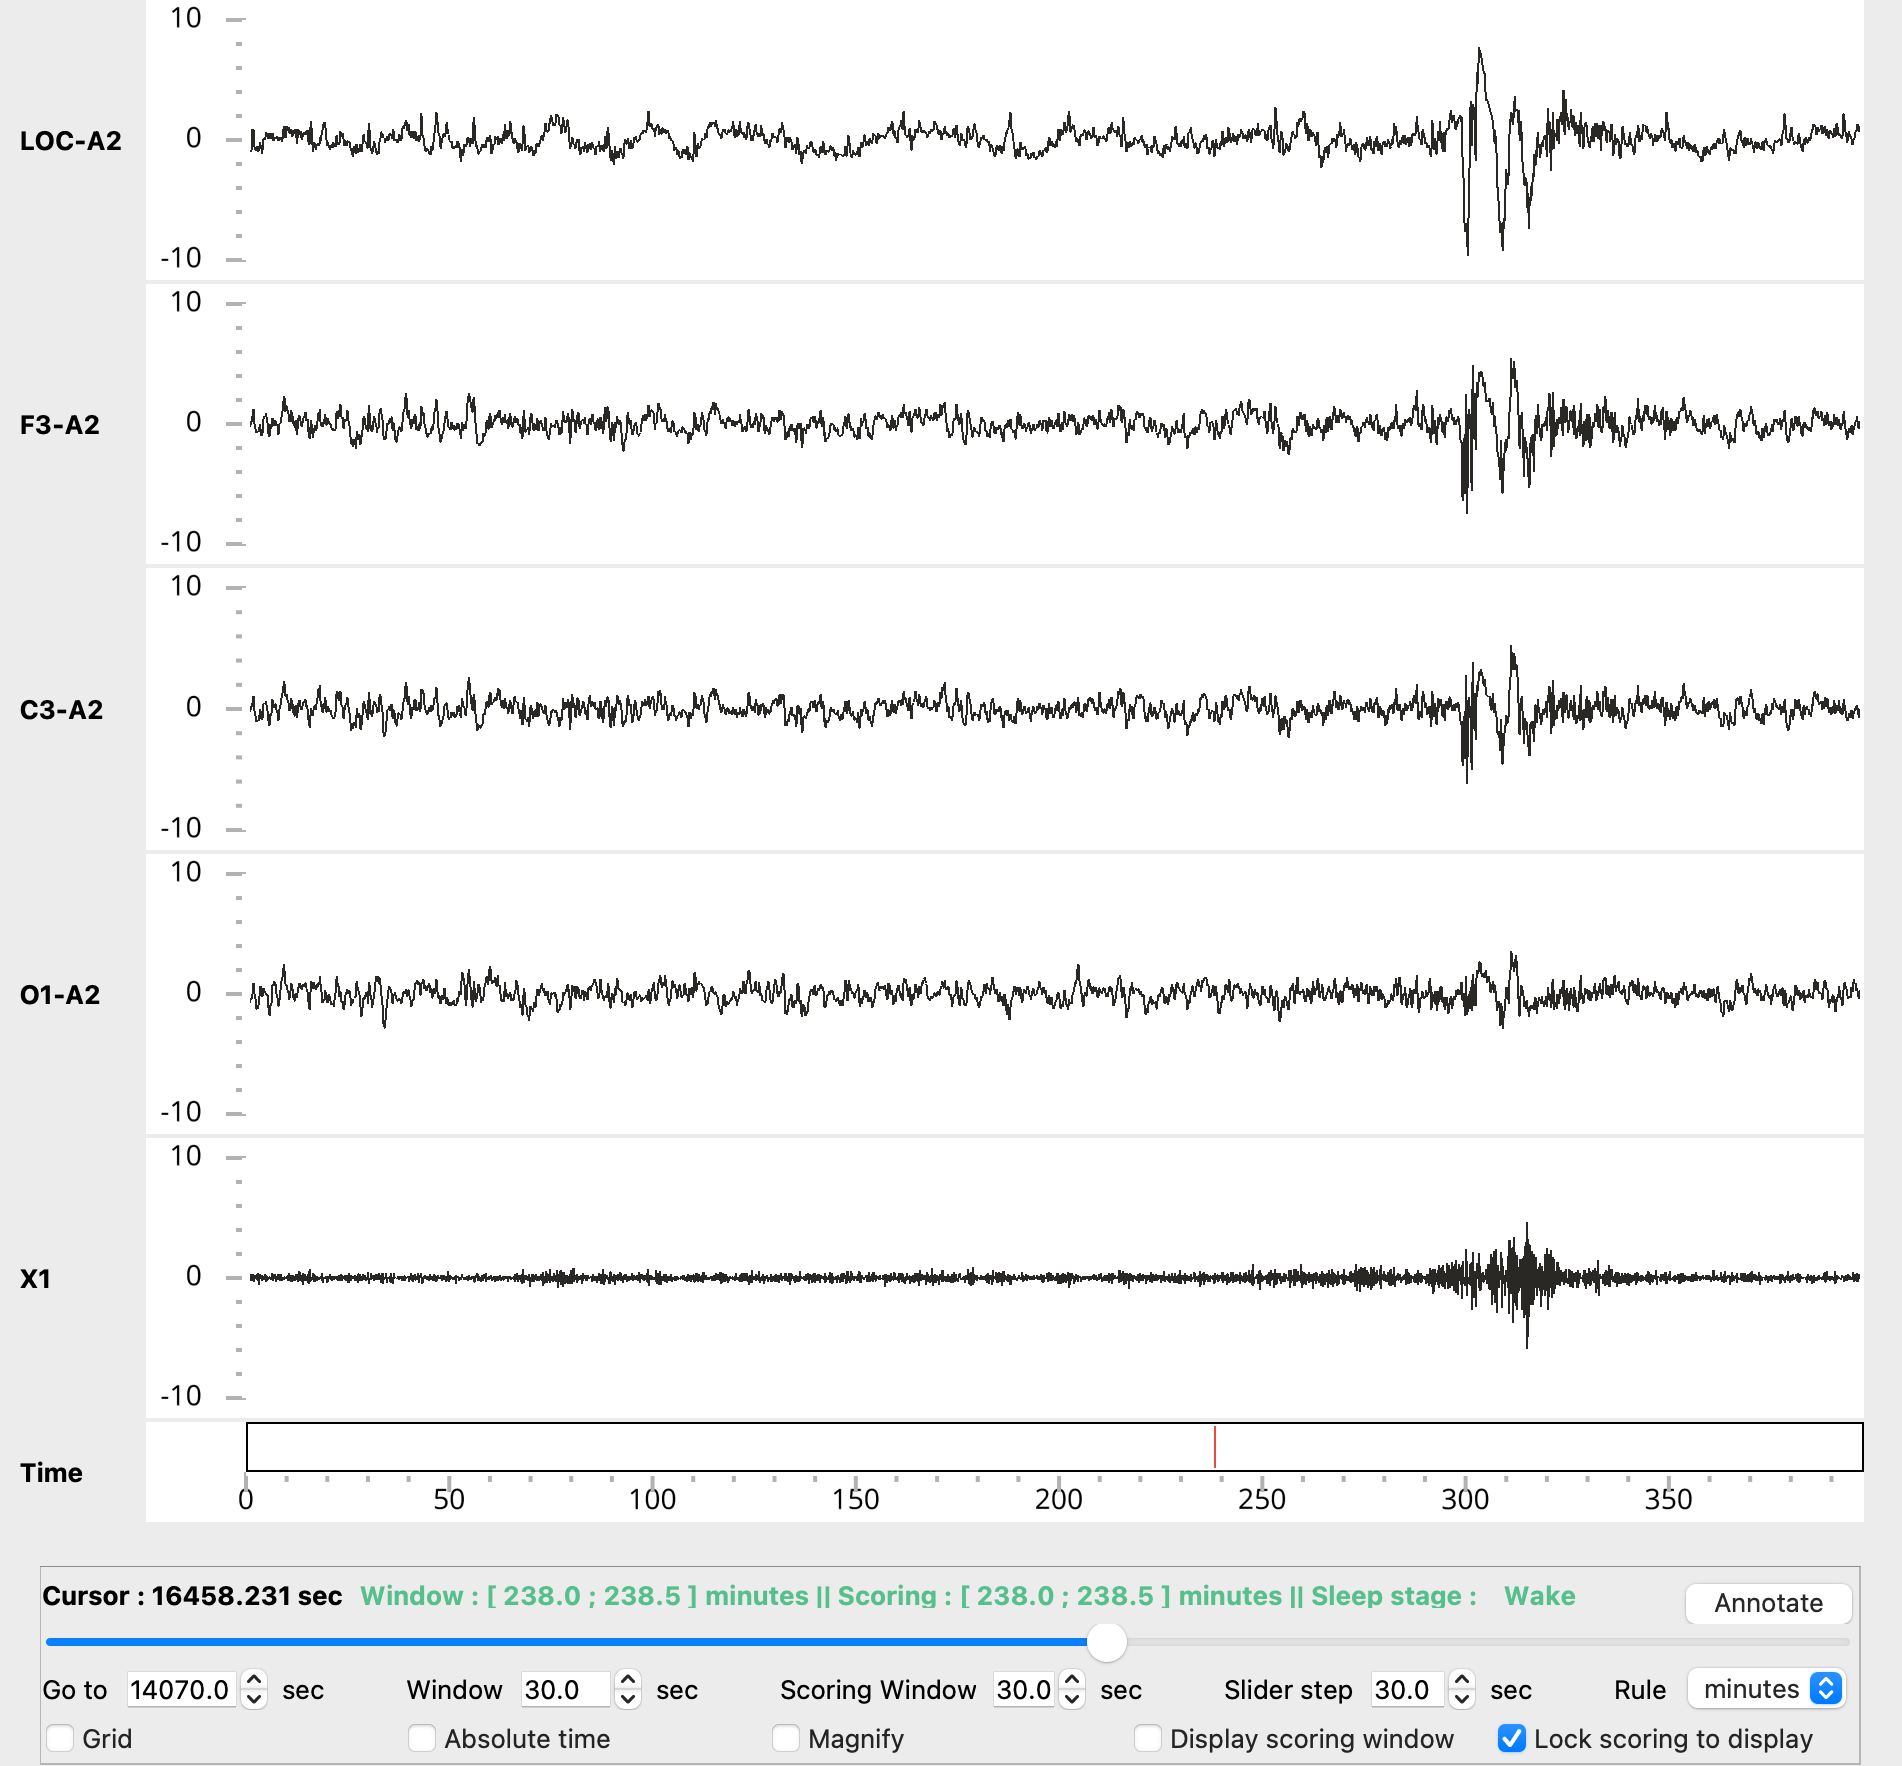 10
LOC-A2
0
-10
10
F3-A2
0
-10
10
C3-A2
0
-10
10
O1-A2
0
-10
10
X1
0
-10
Time
0 50 100 150 200 250 300 350
Cursor : 16458.231 sec Window : [ 238.0 ; 238.5 ] minutes || Scoring : [ 238.0 ; 238.5 ] minutes || Sleep stage : Wake Annotate
Go to 14070.0 sec Window 30.0 sec Scoring Window 30.0 sec Slider step 30.0 sec Rule minutes
Grid Absolute time Magnify Display scoring window Lock scoring to display